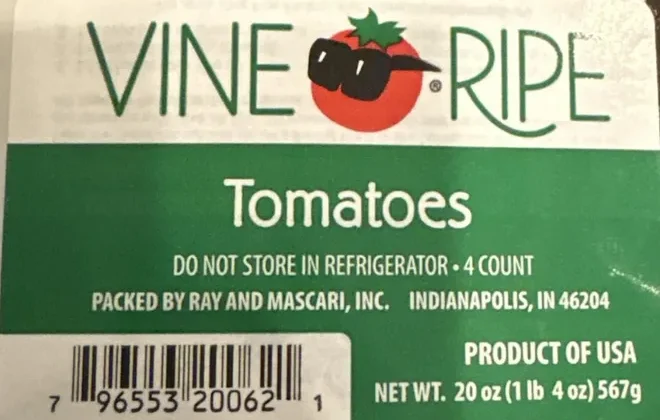 VINE RIPE®
Tomatoes
DO NOT STORE IN REFRIGERATOR • 4 COUNT
PACKED BY RAY AND MASCARI, INC. INDIANAPOLIS, IN 46204
PRODUCT OF USA
NET WT. 20 oz (1 lb 4 oz) 567g
7 96553 20062 1